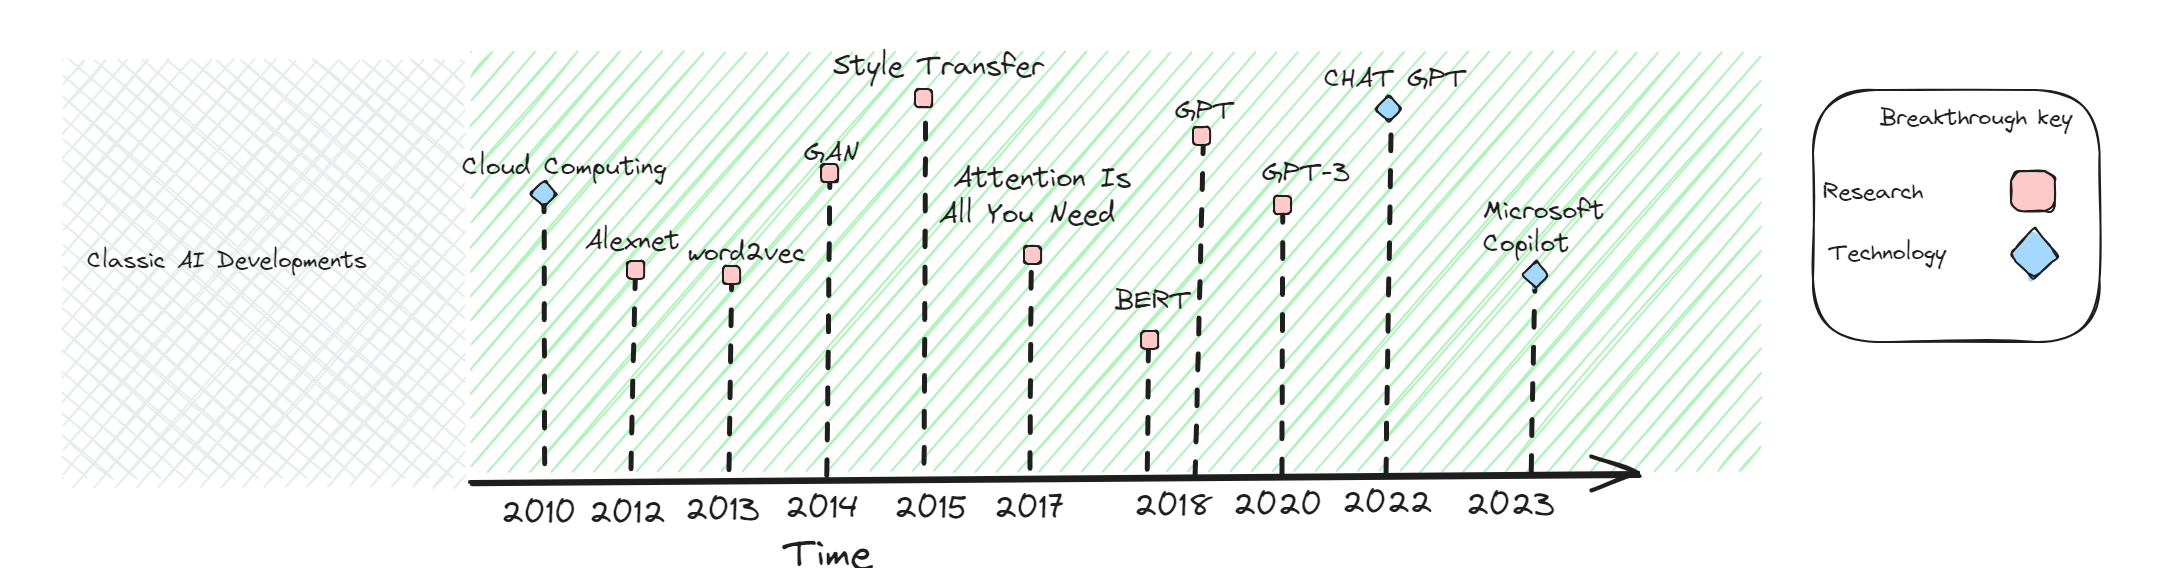 Classic AI Developments
Cloud Computing
Alexnet
word2vec
GAN
Style Transfer
Attention Is
All You Need
BERT
GPT
GPT-3
CHAT GPT
Microsoft
Copilot
2010 2012 2013 2014 2015 2017 2018 2020 2022 2023
Time
Breakthrough key
Research
Technology